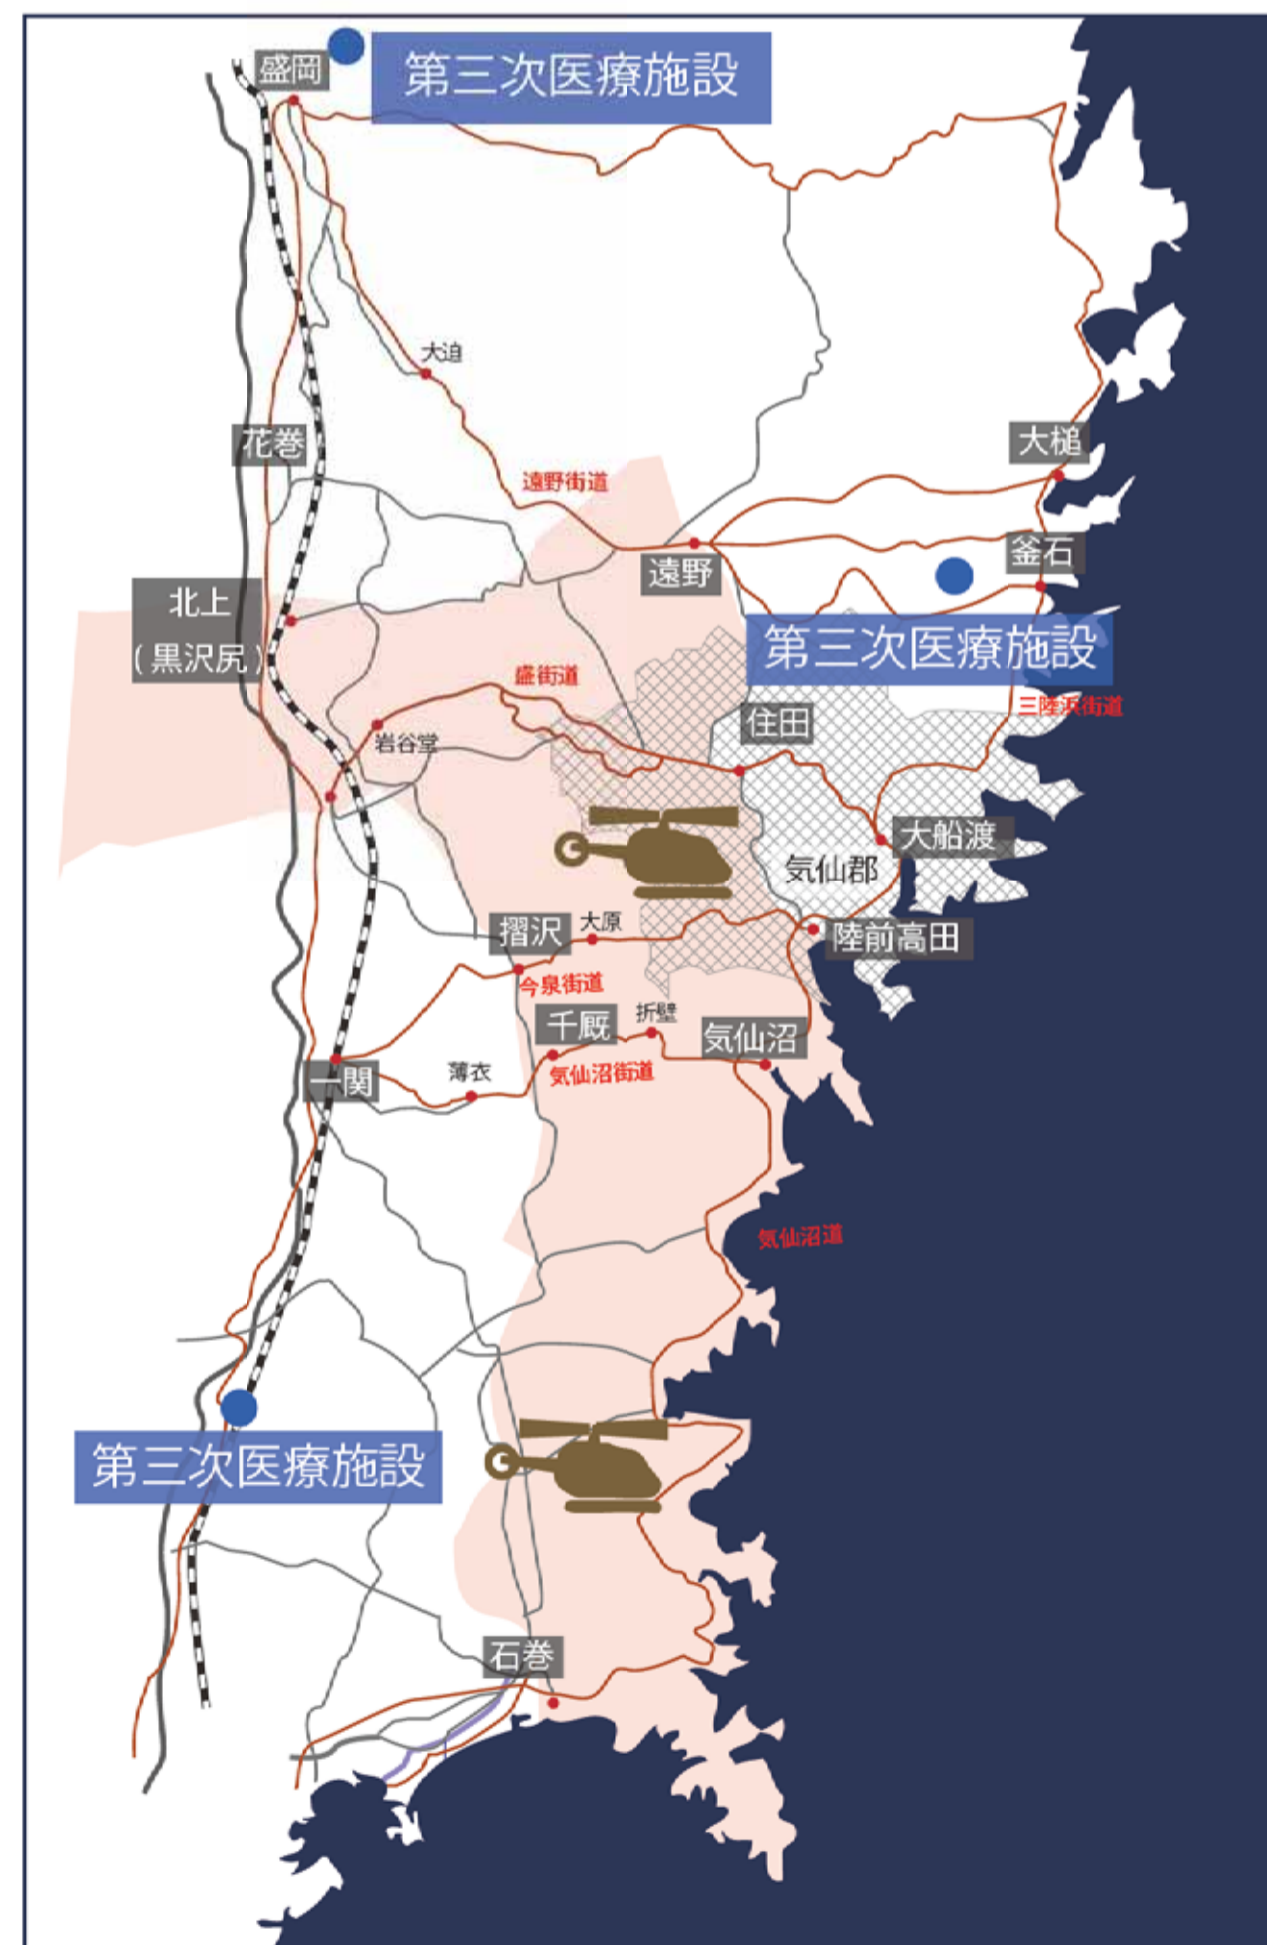 盛岡
第三次医療施設
大迫
花巻
大槌
遠野街道
釜石
遠野
北上
(黒沢尻)
第三次医療施設
盛街道
三陸浜街道
住田
岩谷堂
大船渡
気仙郡
摺沢
大原
陸前高田
今泉街道
千厩
折壁
気仙沼
一関
薄衣
気仙沼街道
気仙沼道
第三次医療施設
石巻